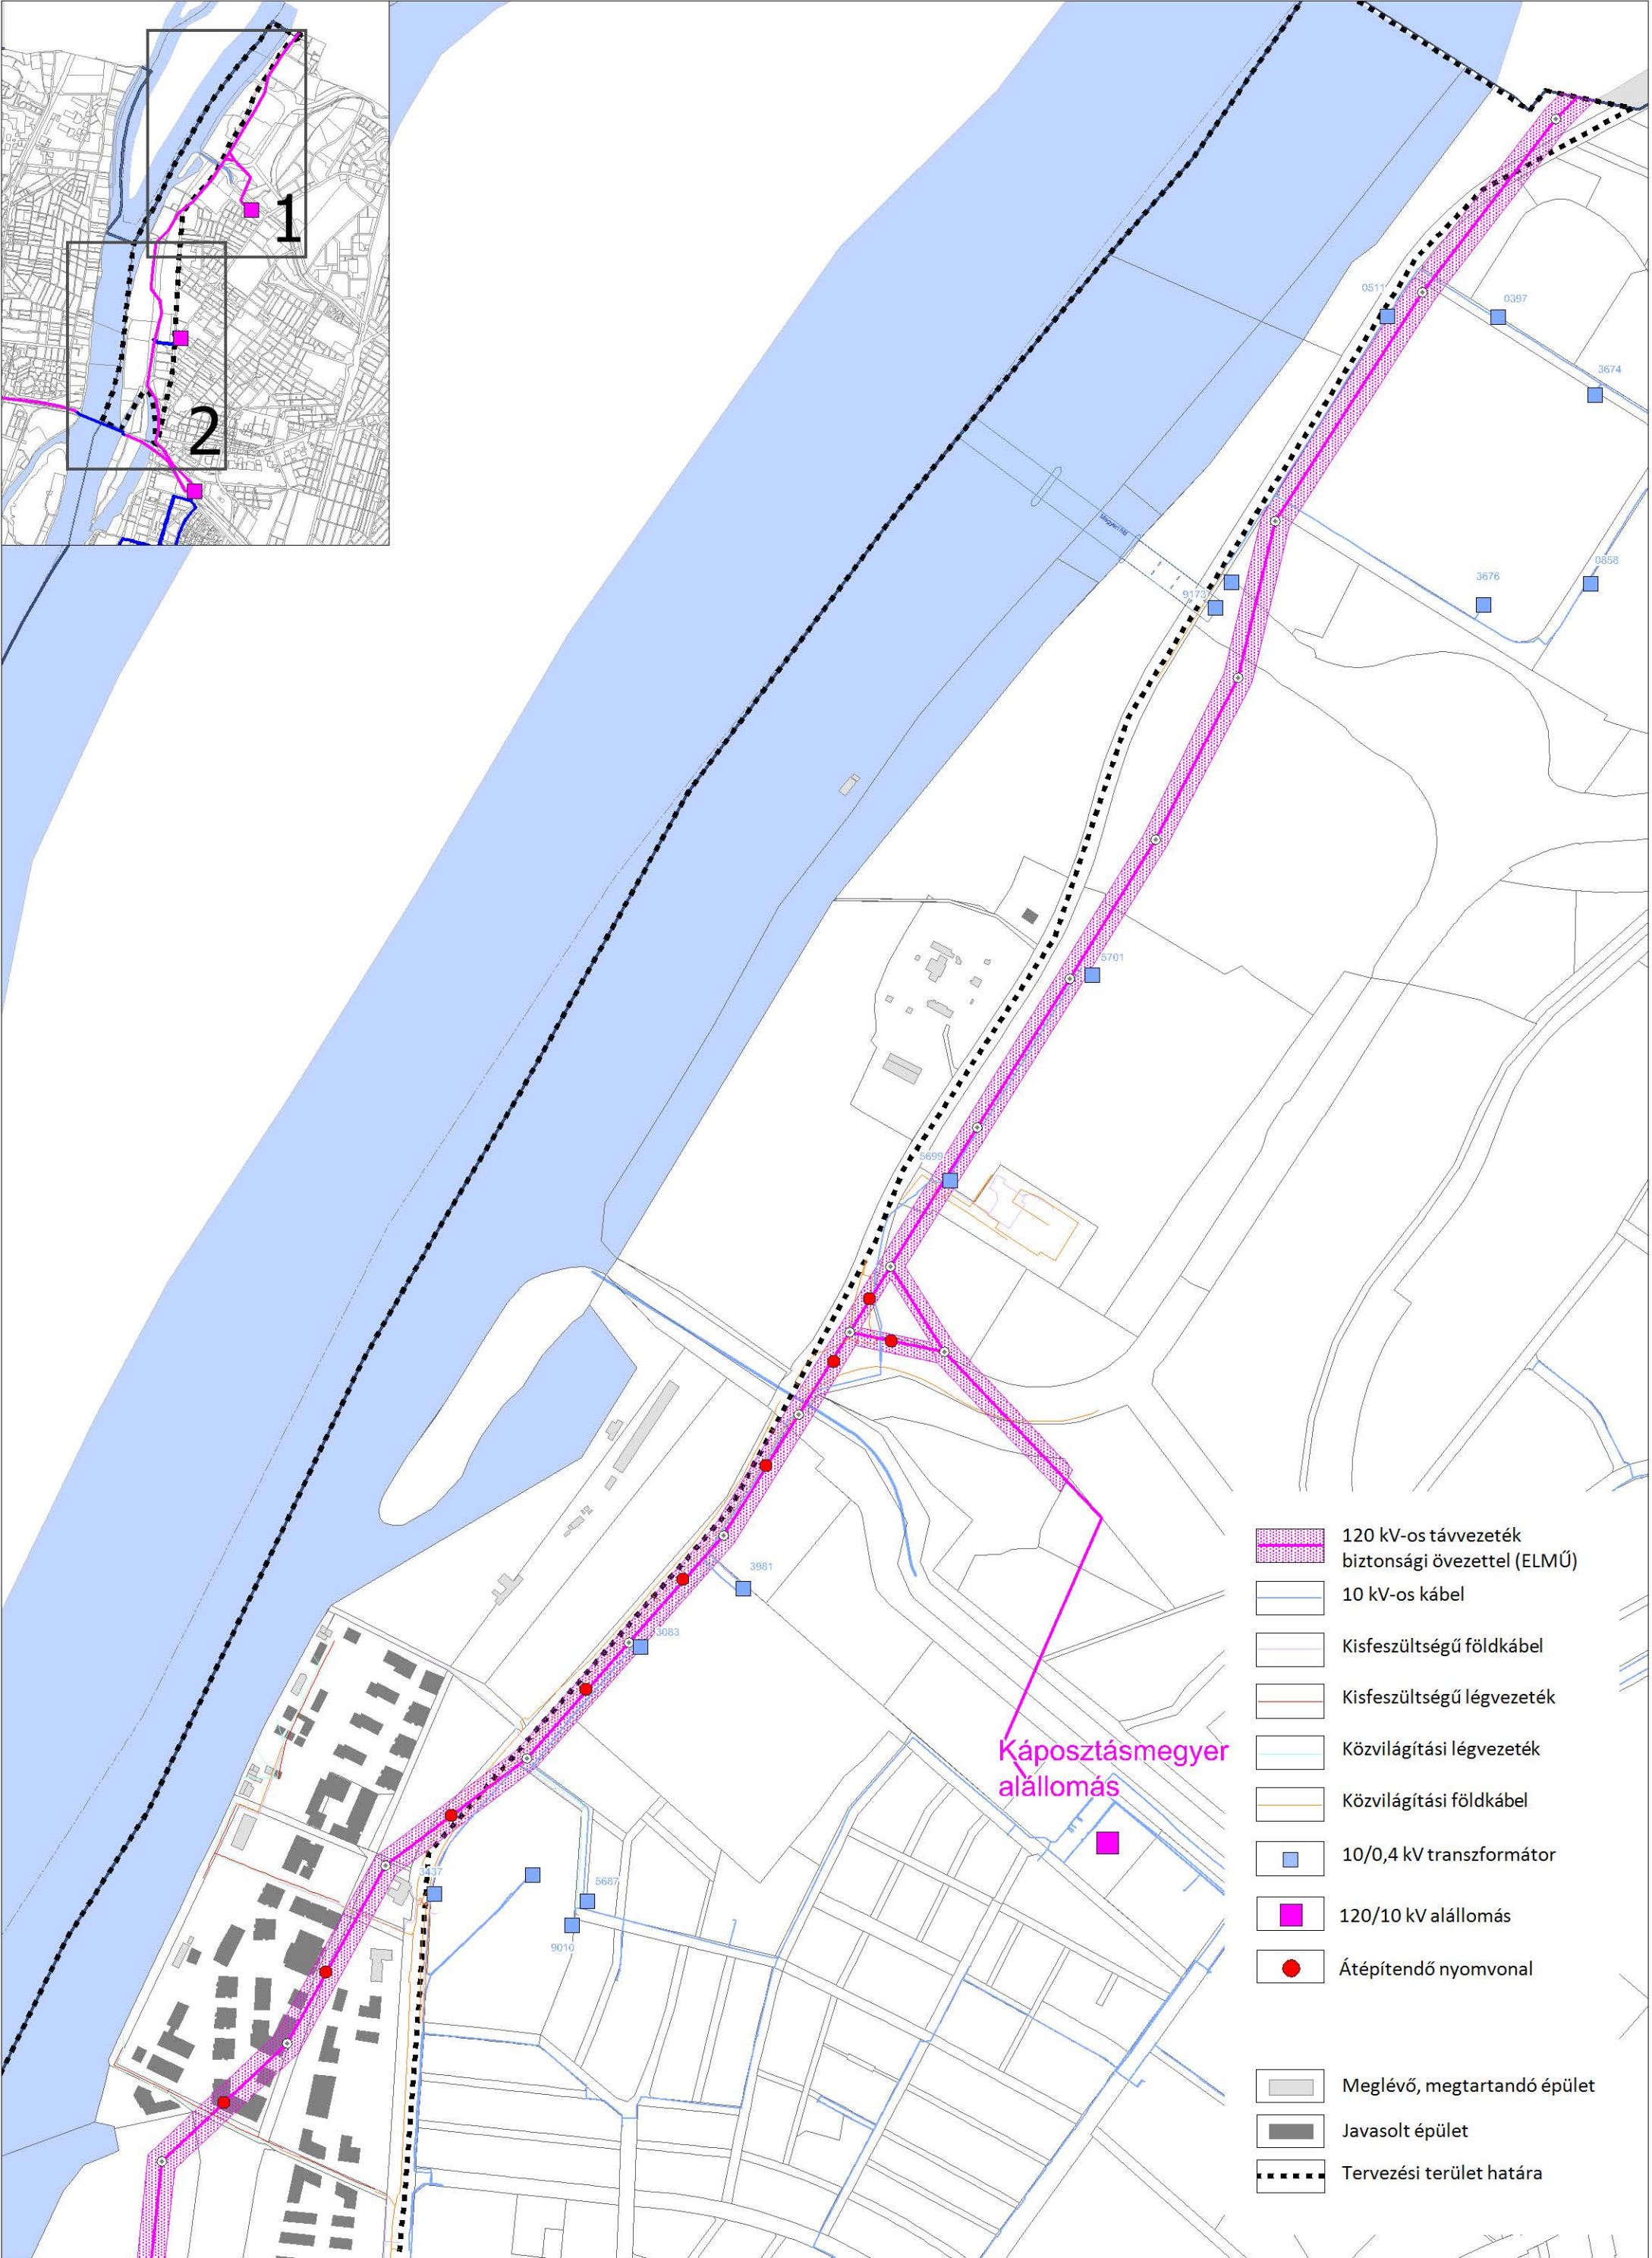 1
2
0511
0397
3674
3676
0858
Megyeri híd
9173
5701
5699
3981
3083
Káposztásmegyer
alállomás
3437
5687
9010
120 kV-os távvezeték
biztonsági övezettel (ELMŰ)
10 kV-os kábel
Kisfeszültségű földkábel
Kisfeszültségű légvezeték
Közvilágítási légvezeték
Közvilágítási földkábel
10/0,4 kV transzformátor
120/10 kV alállomás
Átépítendő nyomvonal
Meglévő, megtartandó épület
Javasolt épület
Tervezési terület határa